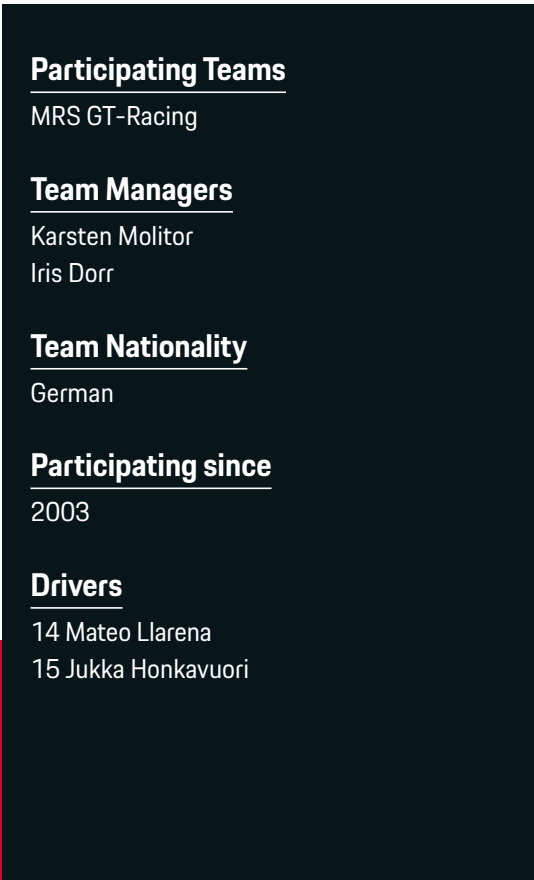 Participating Teams
MRS GT-Racing
Team Managers
Karsten Molitor
Iris Dorr
Team Nationality
German
Participating since
2003
Drivers
14 Mateo Llarena
15 Jukka Honkavuori